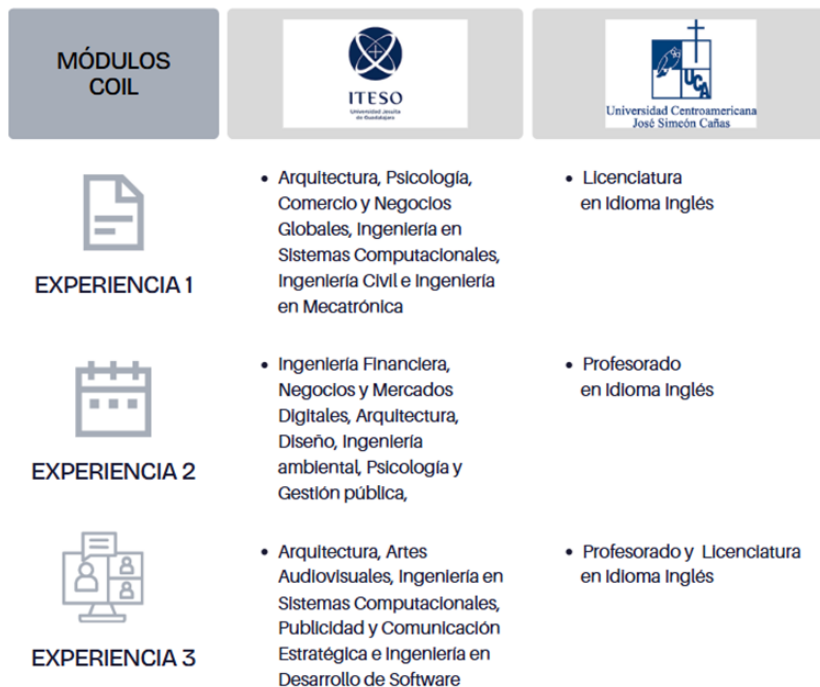 MÓDULOS
COIL
ITESO
Universidad Jesuita
de Guadalajara
UCA
Universidad Centroamericana
José Simeón Cañas
EXPERIENCIA 1
• Arquitectura, Psicología,
Comercio y Negocios
Globales, Ingeniería en
Sistemas Computacionales,
Ingeniería Civil e Ingeniería
en Mecatrónica
• Licenciatura
en Idioma Inglés
EXPERIENCIA 2
• Ingeniería Financiera,
Negocios y Mercados
Digitales, Arquitectura,
Diseño, Ingeniería
ambiental, Psicología y
Gestión pública,
• Profesorado
en Idioma Inglés
EXPERIENCIA 3
• Arquitectura, Artes
Audiovisuales, Ingeniería en
Sistemas Computacionales,
Publicidad y Comunicación
Estratégica e Ingeniería en
Desarrollo de Software
• Profesorado y Licenciatura
en Idioma Inglés